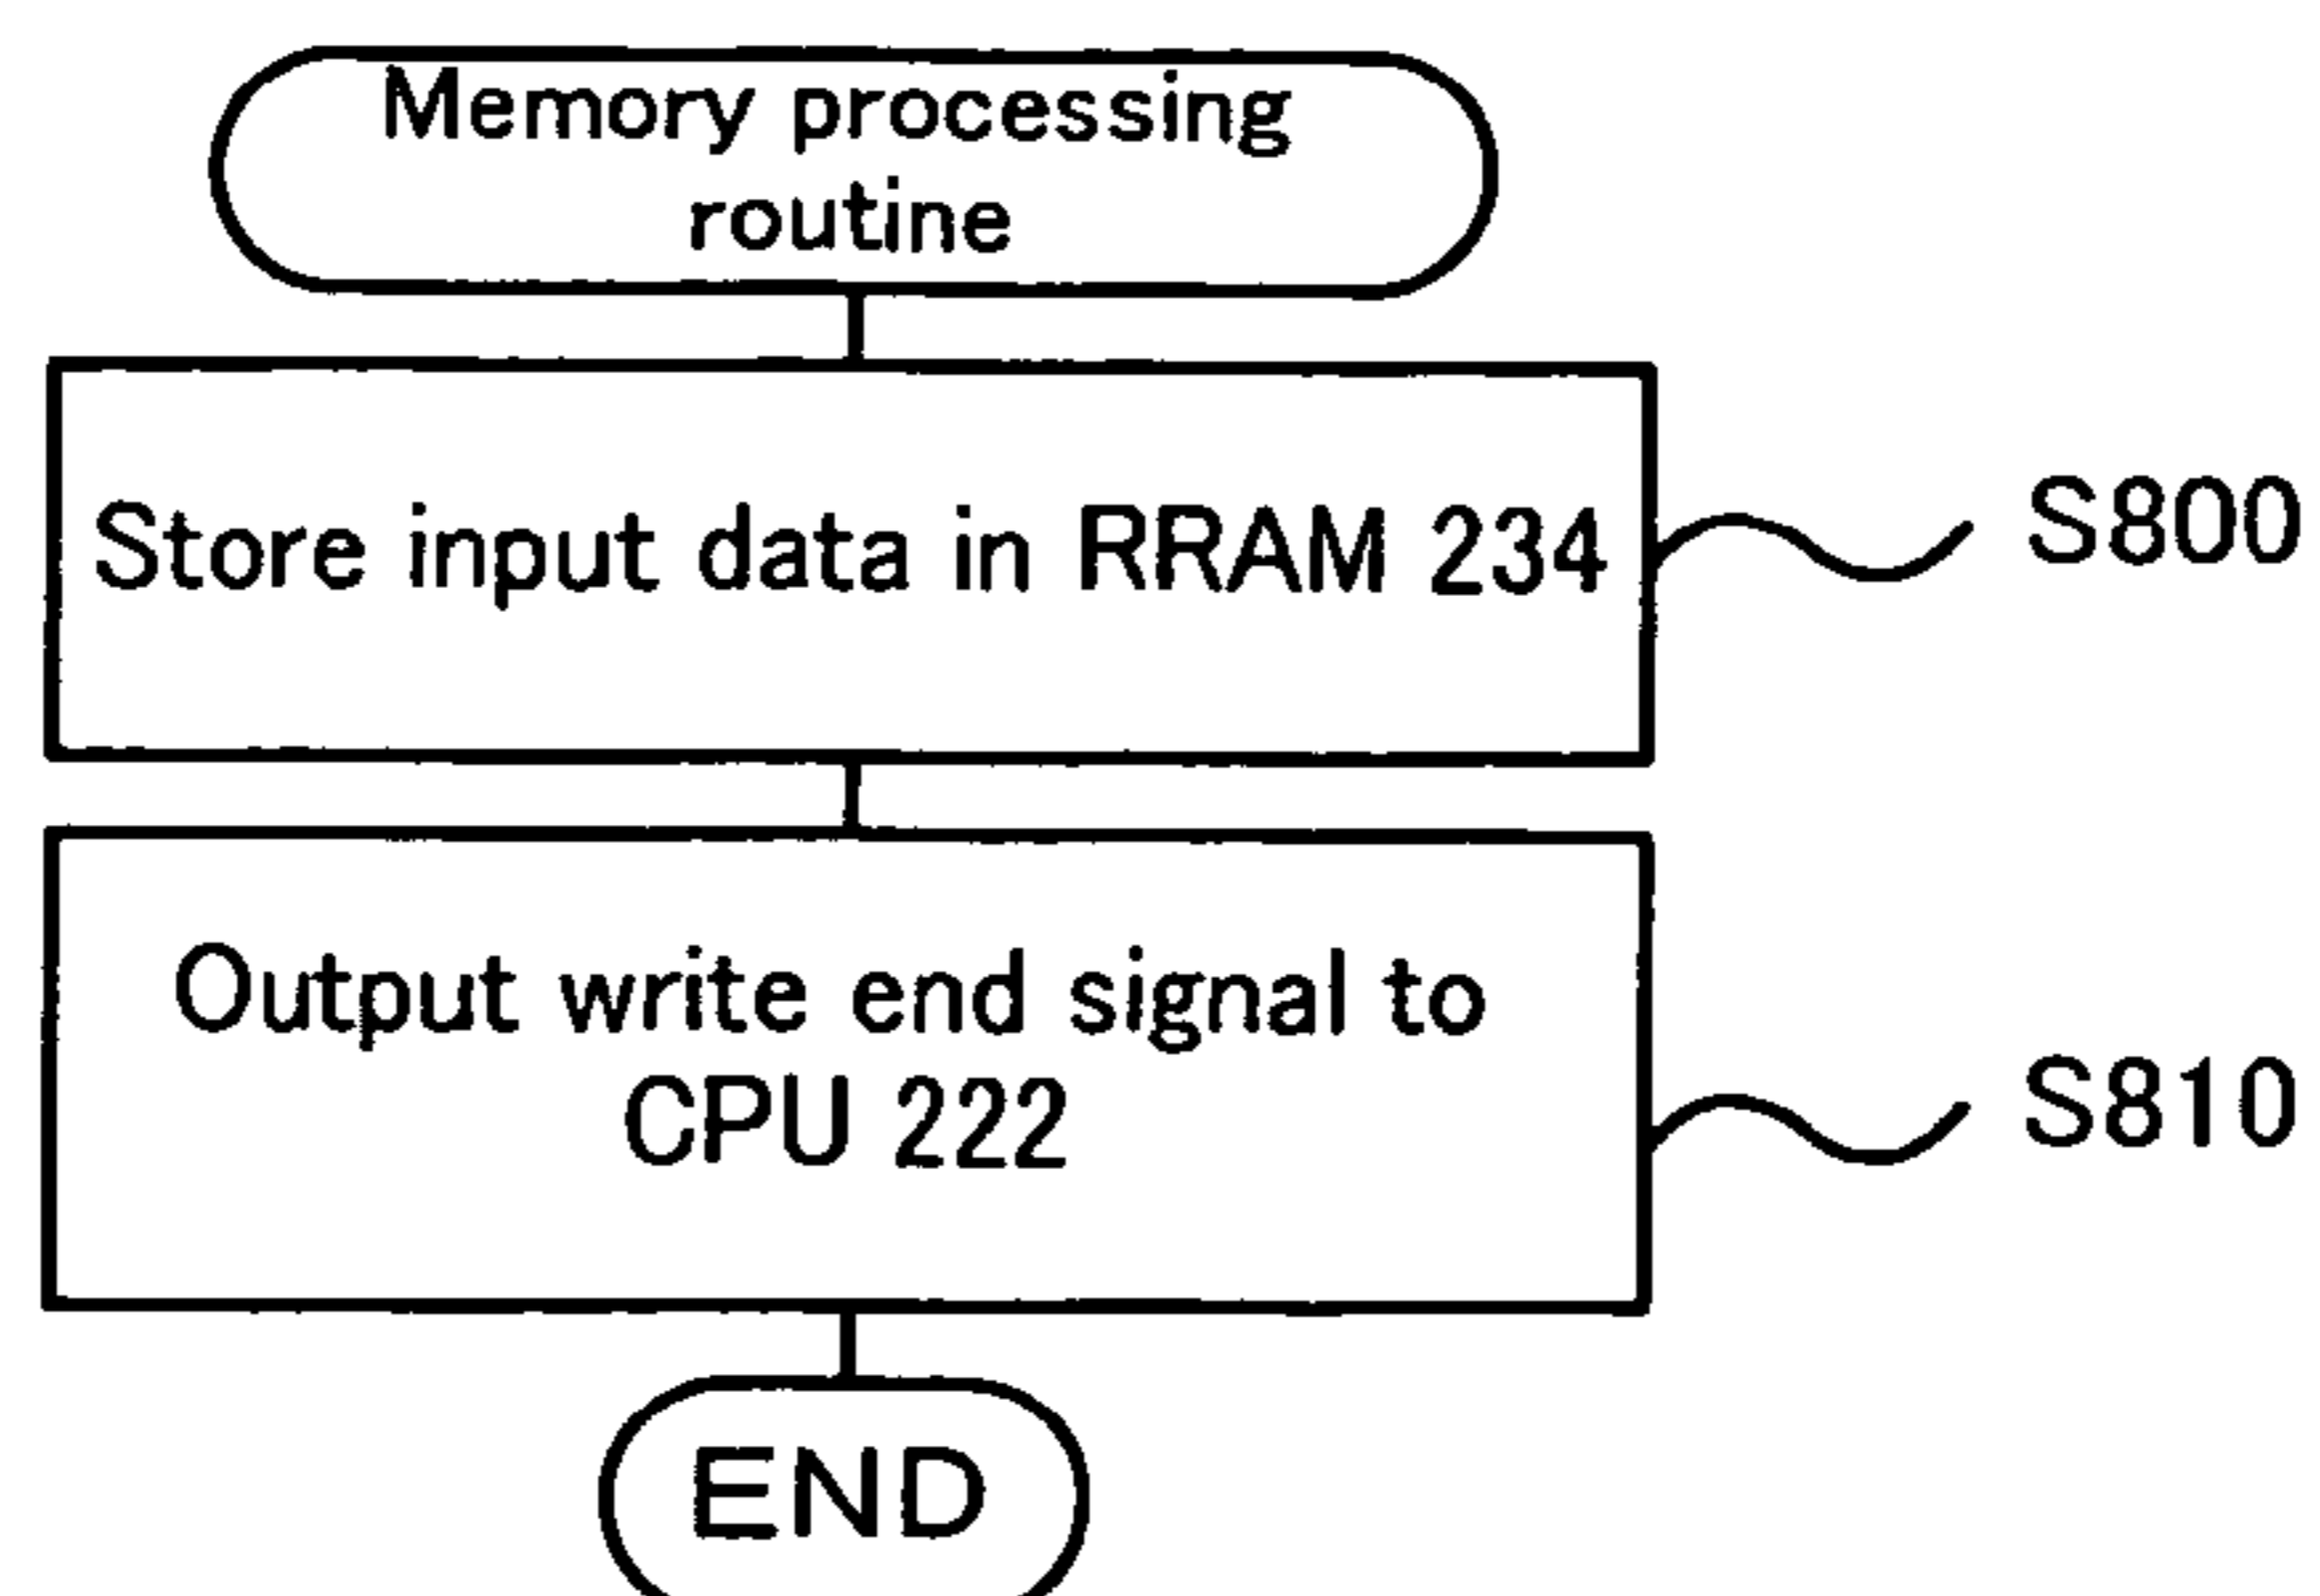 Memory processing
routine
Store input data in RRAM 234
S800
Output write end signal to
CPU 222
S810
END